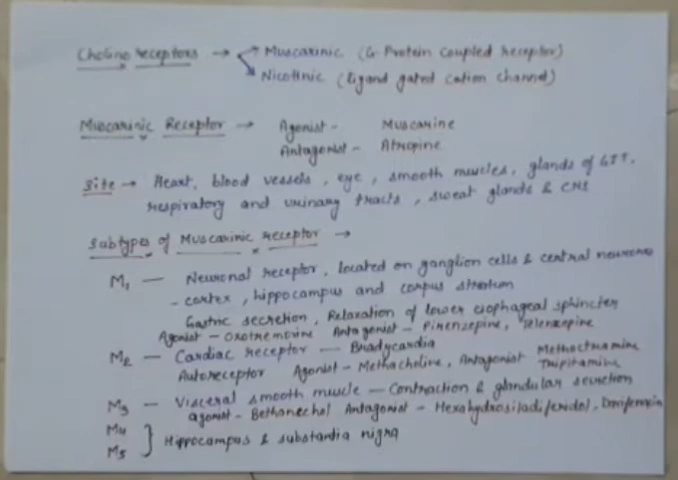 Cholino receptors → Muscarinic (G-Protein Coupled receptor)
Nicotinic (ligand gated cation channel)
Muscarinic Receptor → Agonist - Muscarine
Antagonist - Atropine
Site → Heart, blood vessels, eye, smooth muscles, glands of GIT,
respiratory and urinary tracts, sweat glands & CNS
Subtypes of Muscarinic receptor →
M1 — Neuronal receptor, located on ganglion cells & central neurons
- cortex, hippocampus and corpus striatum
Gastric secretion, Relaxation of lower esophageal sphincter
Agonist - Oxotremorine Antagonist - Pirenzepine, Telenzepine
M2 — Cardiac receptor — Bradycardia
Autoreceptor Agonist - Methacholine, Antagonist Methoctramine
Tripitamine
M3 — Visceral smooth muscle — Contraction & glandular secretion
agonist - Bethanechol Antagonist - Hexahydrosiladifenidol,
M4
M5 } Hippocampus & substantia nigra